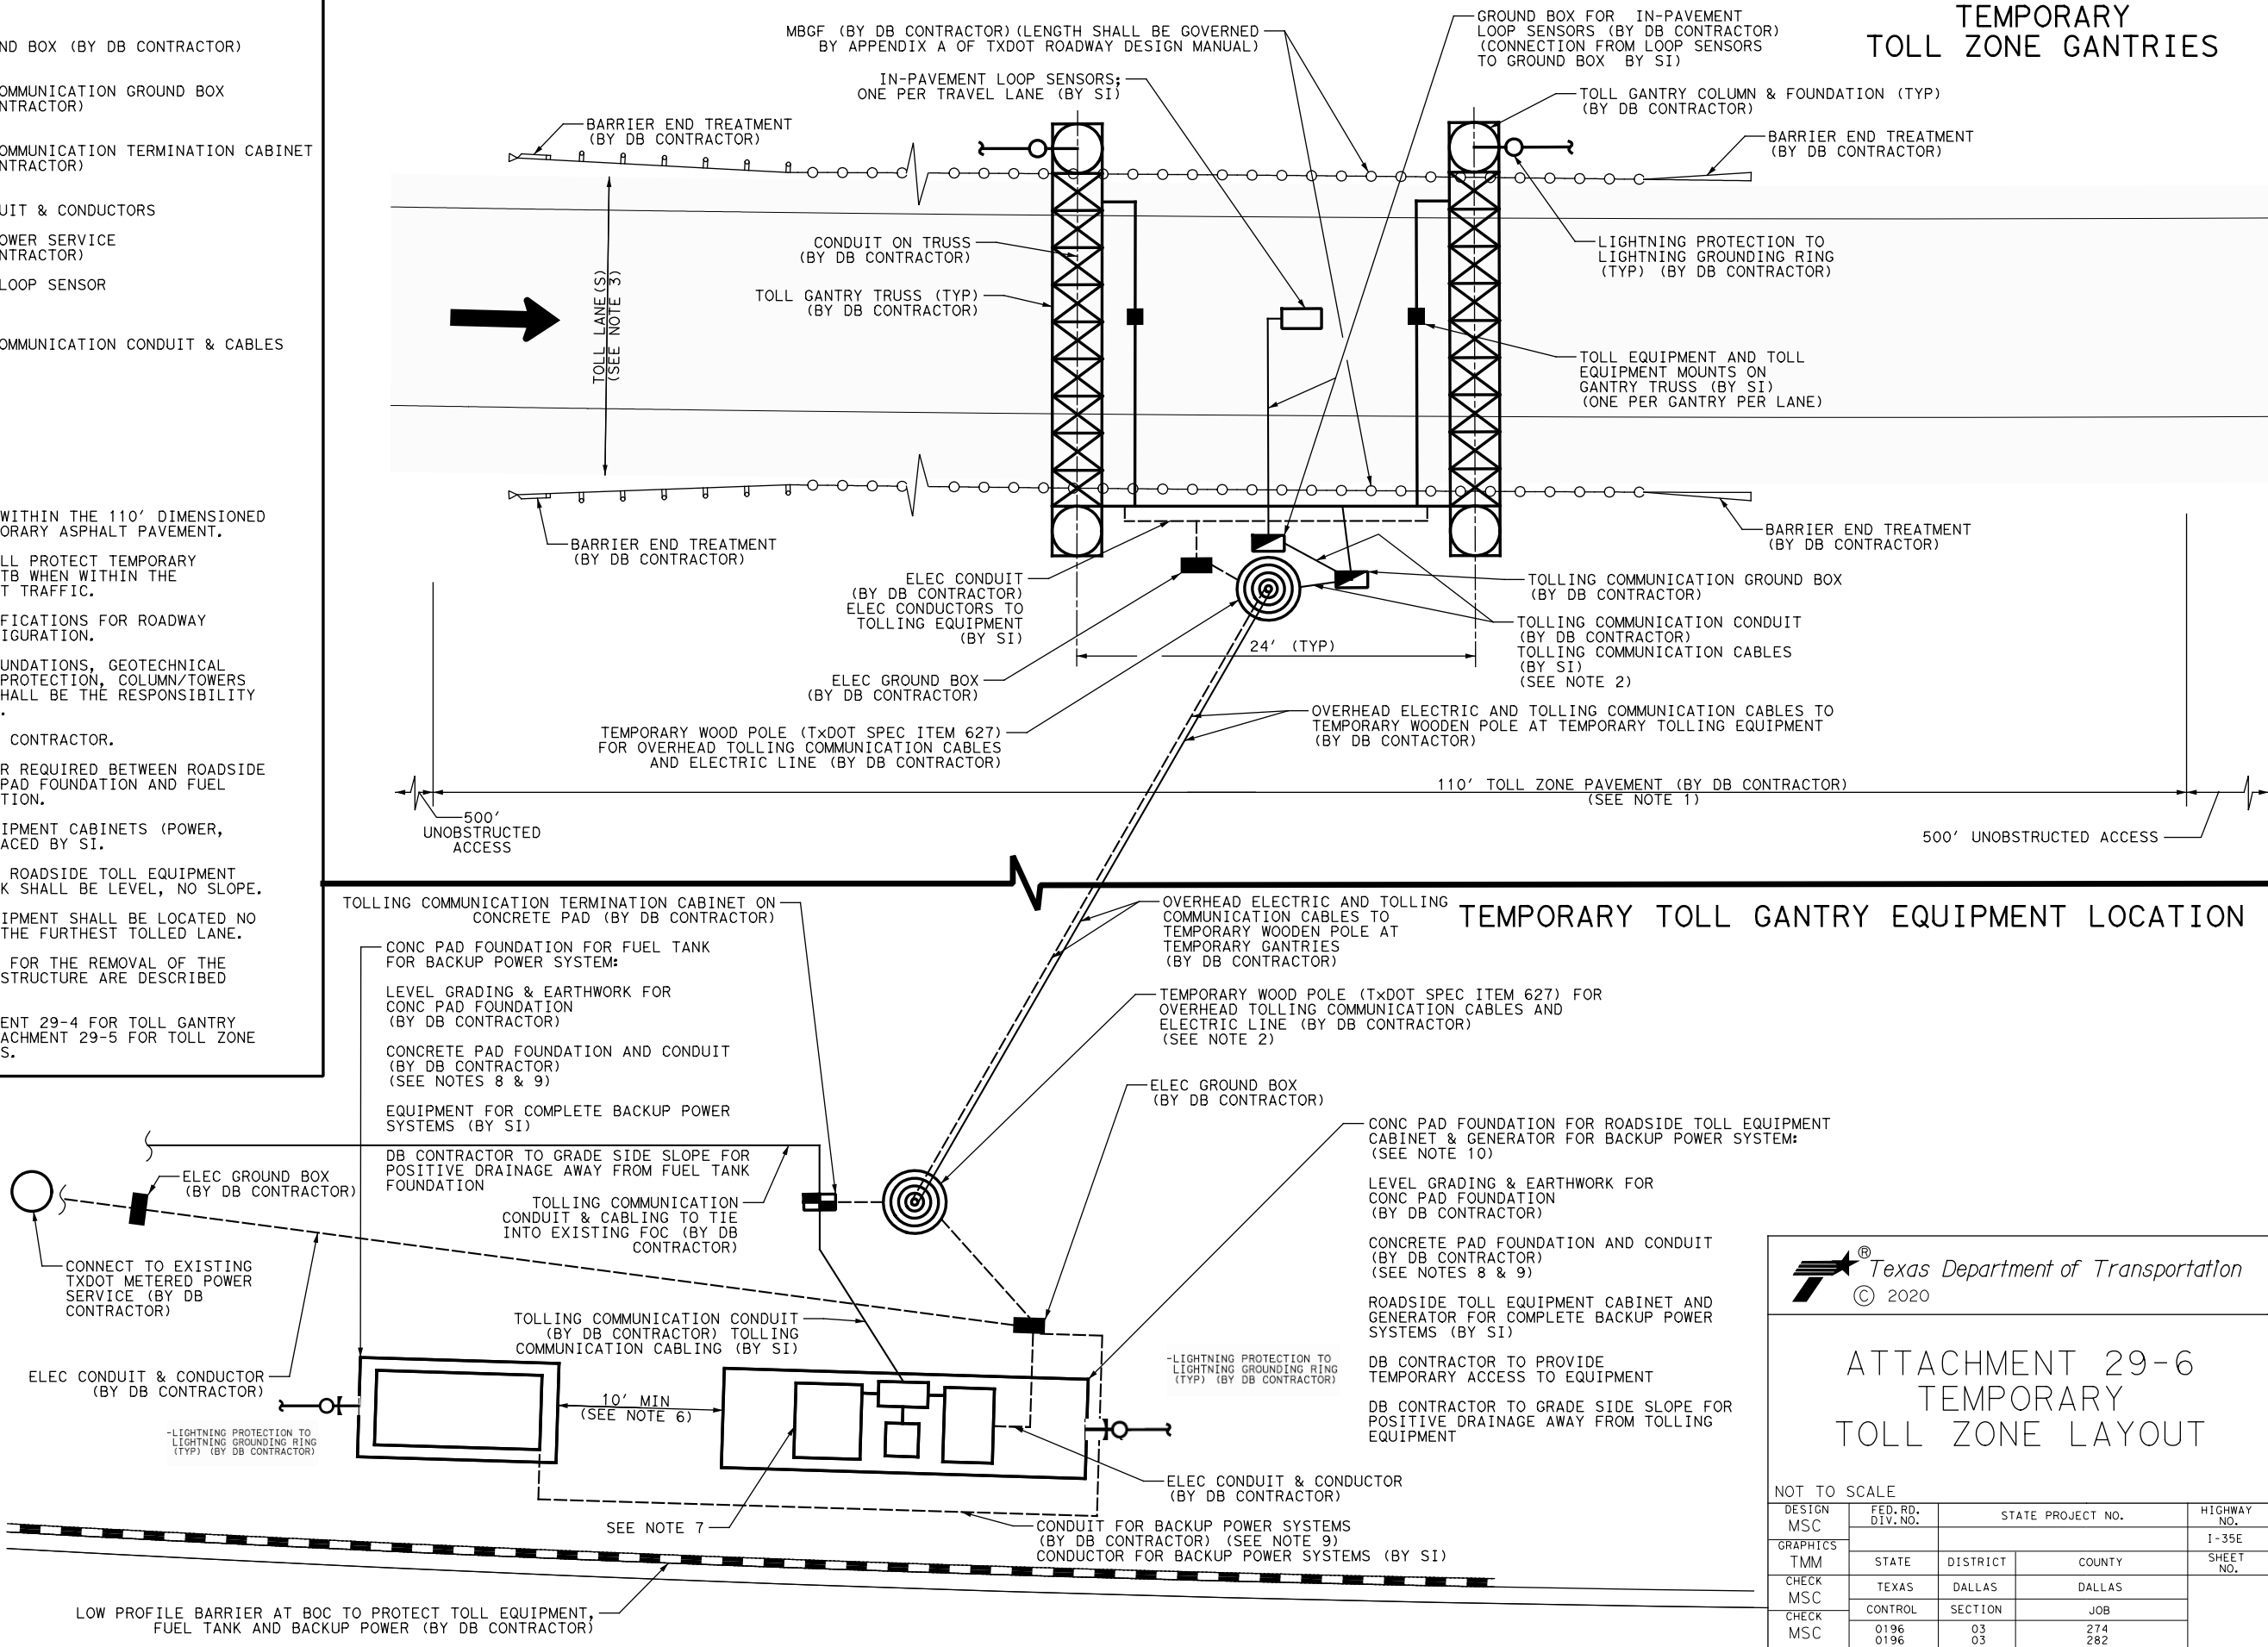 ND BOX (BY DB CONTRACTOR)
OMMUNICATION GROUND BOX
NTRACTOR)
OMMUNICATION TERMINATION CABINET
NTRACTOR)
UIT & CONDUCTORS
OWER SERVICE
NTRACTOR)
LOOP SENSOR
OMMUNICATION CONDUIT & CABLES
WITHIN THE 110' DIMENSIONED
ORARY ASPHALT PAVEMENT.
LL PROTECT TEMPORARY
TB WHEN WITHIN THE
T TRAFFIC.
FICATIONS FOR ROADWAY
IGURATION.
UNDATIONS, GEOTECHNICAL
PROTECTION, COLUMN/TOWERS
HALL BE THE RESPONSIBILITY
.
CONTRACTOR.
R REQUIRED BETWEEN ROADSIDE
PAD FOUNDATION AND FUEL
TION.
IPMENT CABINETS (POWER,
ACED BY SI.
ROADSIDE TOLL EQUIPMENT
K SHALL BE LEVEL, NO SLOPE.
IPMENT SHALL BE LOCATED NO
THE FURTHEST TOLLED LANE.
FOR THE REMOVAL OF THE
STRUCTURE ARE DESCRIBED
ENT 29-4 FOR TOLL GANTRY
ACHMENT 29-5 FOR TOLL ZONE
S.
TEMPORARY
TOLL ZONE GANTRIES
MBGF (BY DB CONTRACTOR)(LENGTH SHALL BE GOVERNED
BY APPENDIX A OF TXDOT ROADWAY DESIGN MANUAL)
GROUND BOX FOR IN-PAVEMENT
LOOP SENSORS (BY DB CONTRACTOR)
(CONNECTION FROM LOOP SENSORS
TO GROUND BOX BY SI)
IN-PAVEMENT LOOP SENSORS;
ONE PER TRAVEL LANE (BY SI)
TOLL GANTRY COLUMN & FOUNDATION (TYP)
(BY DB CONTRACTOR)
BARRIER END TREATMENT
(BY DB CONTRACTOR)
BARRIER END TREATMENT
(BY DB CONTRACTOR)
CONDUIT ON TRUSS
(BY DB CONTRACTOR)
LIGHTNING PROTECTION TO
LIGHTNING GROUNDING RING
(TYP) (BY DB CONTRACTOR)
TOLL LANE(S)
(SEE NOTE 3)
TOLL GANTRY TRUSS (TYP)
(BY DB CONTRACTOR)
TOLL EQUIPMENT AND TOLL
EQUIPMENT MOUNTS ON
GANTRY TRUSS (BY SI)
(ONE PER GANTRY PER LANE)
BARRIER END TREATMENT
(BY DB CONTRACTOR)
BARRIER END TREATMENT
(BY DB CONTRACTOR)
ELEC CONDUIT
(BY DB CONTRACTOR)
ELEC CONDUCTORS TO
TOLLING EQUIPMENT
(BY SI)
TOLLING COMMUNICATION GROUND BOX
(BY DB CONTRACTOR)
TOLLING COMMUNICATION CONDUIT
(BY DB CONTRACTOR)
TOLLING COMMUNICATION CABLES
(BY SI)
(SEE NOTE 2)
24' (TYP)
ELEC GROUND BOX
(BY DB CONTRACTOR)
TEMPORARY WOOD POLE (TxDOT SPEC ITEM 627)
FOR OVERHEAD TOLLING COMMUNICATION CABLES
AND ELECTRIC LINE (BY DB CONTRACTOR)
OVERHEAD ELECTRIC AND TOLLING COMMUNICATION CABLES TO
TEMPORARY WOODEN POLE AT TEMPORARY TOLLING EQUIPMENT
(BY DB CONTACTOR)
110' TOLL ZONE PAVEMENT (BY DB CONTRACTOR)
(SEE NOTE 1)
500'
UNOBSTRUCTED
ACCESS
500' UNOBSTRUCTED ACCESS
TEMPORARY TOLL GANTRY EQUIPMENT LOCATION
TOLLING COMMUNICATION TERMINATION CABINET ON
CONCRETE PAD (BY DB CONTRACTOR)
OVERHEAD ELECTRIC AND TOLLING
COMMUNICATION CABLES TO
TEMPORARY WOODEN POLE AT
TEMPORARY GANTRIES
(BY DB CONTRACTOR)
CONC PAD FOUNDATION FOR FUEL TANK
FOR BACKUP POWER SYSTEM:
LEVEL GRADING & EARTHWORK FOR
CONC PAD FOUNDATION
(BY DB CONTRACTOR)
CONCRETE PAD FOUNDATION AND CONDUIT
(BY DB CONTRACTOR)
(SEE NOTES 8 & 9)
EQUIPMENT FOR COMPLETE BACKUP POWER
SYSTEMS (BY SI)
DB CONTRACTOR TO GRADE SIDE SLOPE FOR
POSITIVE DRAINAGE AWAY FROM FUEL TANK
FOUNDATION
TEMPORARY WOOD POLE (TxDOT SPEC ITEM 627) FOR
OVERHEAD TOLLING COMMUNICATION CABLES AND
ELECTRIC LINE (BY DB CONTRACTOR)
(SEE NOTE 2)
ELEC GROUND BOX
(BY DB CONTRACTOR)
CONC PAD FOUNDATION FOR ROADSIDE TOLL EQUIPMENT
CABINET & GENERATOR FOR BACKUP POWER SYSTEM:
(SEE NOTE 10)
LEVEL GRADING & EARTHWORK FOR
CONC PAD FOUNDATION
(BY DB CONTRACTOR)
CONCRETE PAD FOUNDATION AND CONDUIT
(BY DB CONTRACTOR)
(SEE NOTES 8 & 9)
ROADSIDE TOLL EQUIPMENT CABINET AND
GENERATOR FOR COMPLETE BACKUP POWER
SYSTEMS (BY SI)
DB CONTRACTOR TO PROVIDE
TEMPORARY ACCESS TO EQUIPMENT
DB CONTRACTOR TO GRADE SIDE SLOPE FOR
POSITIVE DRAINAGE AWAY FROM TOLLING
EQUIPMENT
ELEC GROUND BOX
(BY DB CONTRACTOR)
TOLLING COMMUNICATION
CONDUIT & CABLING TO TIE
INTO EXISTING FOC (BY DB
CONTRACTOR)
CONNECT TO EXISTING
TXDOT METERED POWER
SERVICE (BY DB
CONTRACTOR)
TOLLING COMMUNICATION CONDUIT
(BY DB CONTRACTOR) TOLLING
COMMUNICATION CABLING (BY SI)
ELEC CONDUIT & CONDUCTOR
(BY DB CONTRACTOR)
-LIGHTNING PROTECTION TO
LIGHTNING GROUNDING RING
(TYP) (BY DB CONTRACTOR)
10' MIN
(SEE NOTE 6)
-LIGHTNING PROTECTION TO
LIGHTNING GROUNDING RING
(TYP) (BY DB CONTRACTOR)
ELEC CONDUIT & CONDUCTOR
(BY DB CONTRACTOR)
SEE NOTE 7
CONDUIT FOR BACKUP POWER SYSTEMS
(BY DB CONTRACTOR) (SEE NOTE 9)
CONDUCTOR FOR BACKUP POWER SYSTEMS (BY SI)
LOW PROFILE BARRIER AT BOC TO PROTECT TOLL EQUIPMENT,
FUEL TANK AND BACKUP POWER (BY DB CONTRACTOR)
® Texas Department of Transportation
© 2020
ATTACHMENT 29-6
TEMPORARY
TOLL ZONE LAYOUT
NOT TO SCALE
DESIGN
MSC
FED.RD.
DIV.NO.
STATE PROJECT NO.
HIGHWAY
NO.
I-35E
GRAPHICS
TMM
STATE
DISTRICT
COUNTY
SHEET
NO.
CHECK
MSC
TEXAS
DALLAS
DALLAS
CONTROL
SECTION
JOB
CHECK
MSC
0196
03
274
0196
03
282